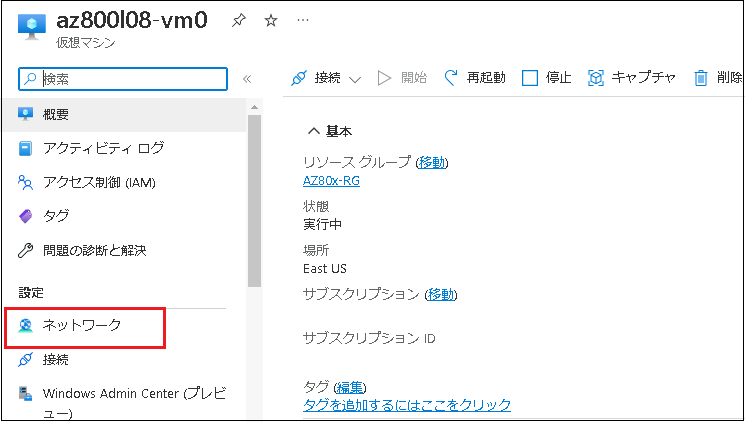 az800l08-vm0
仮想マシン
検索
概要
アクティビティ ログ
アクセス制御 (IAM)
タグ
問題の診断と解決
設定
ネットワーク
接続
Windows Admin Center (プレビ
ュー)
接続 開始 再起動 停止 キャプチャ 削除
基本
リソース グループ (移動)
AZ80x-RG
状態
実行中
場所
East US
サブスクリプション (移動)
サブスクリプション ID
タグ (編集)
タグを追加するにはここをクリック